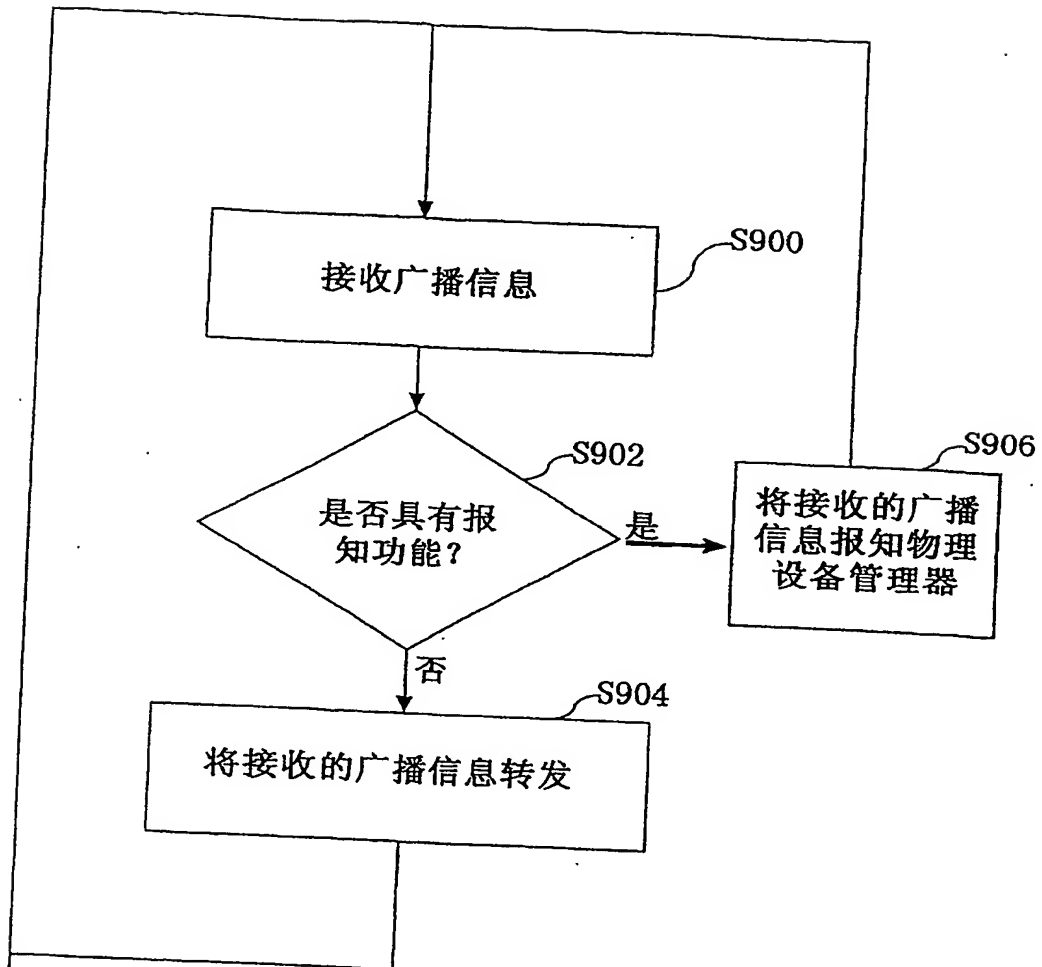 接收广播信息
S900
是否具有报
知功能？
S902
是
将接收的广播
信息报知物理
设备管理器
S906
否
将接收的广播信息转发
S904